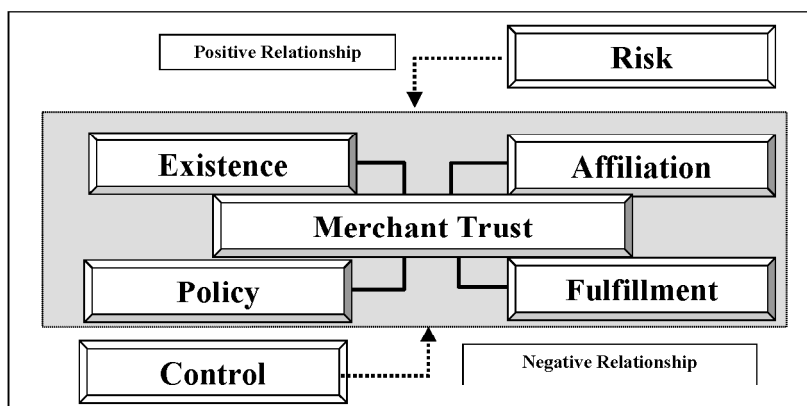 Positive Relationship
Risk
Existence
Affiliation
Merchant Trust
Policy
Fulfillment
Control
Negative Relationship